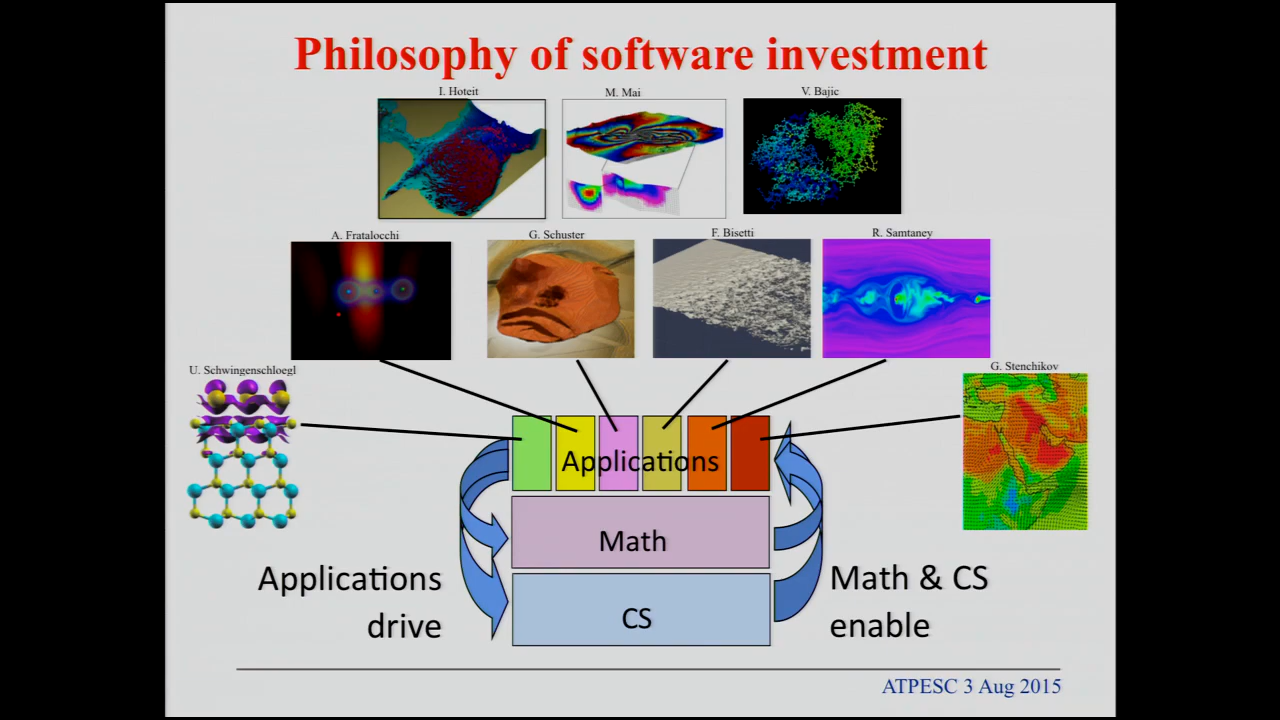 Philosophy of software investment
I. Hoteit
M. Mai
V. Bajic
A. Fratalocchi
G. Schuster
F. Bisetti
R. Samtaney
U. Schwingenschloegl
G. Stenchikov
Applications
Math
CS
Applications
drive
Math & CS
enable
ATPESC 3 Aug 2015